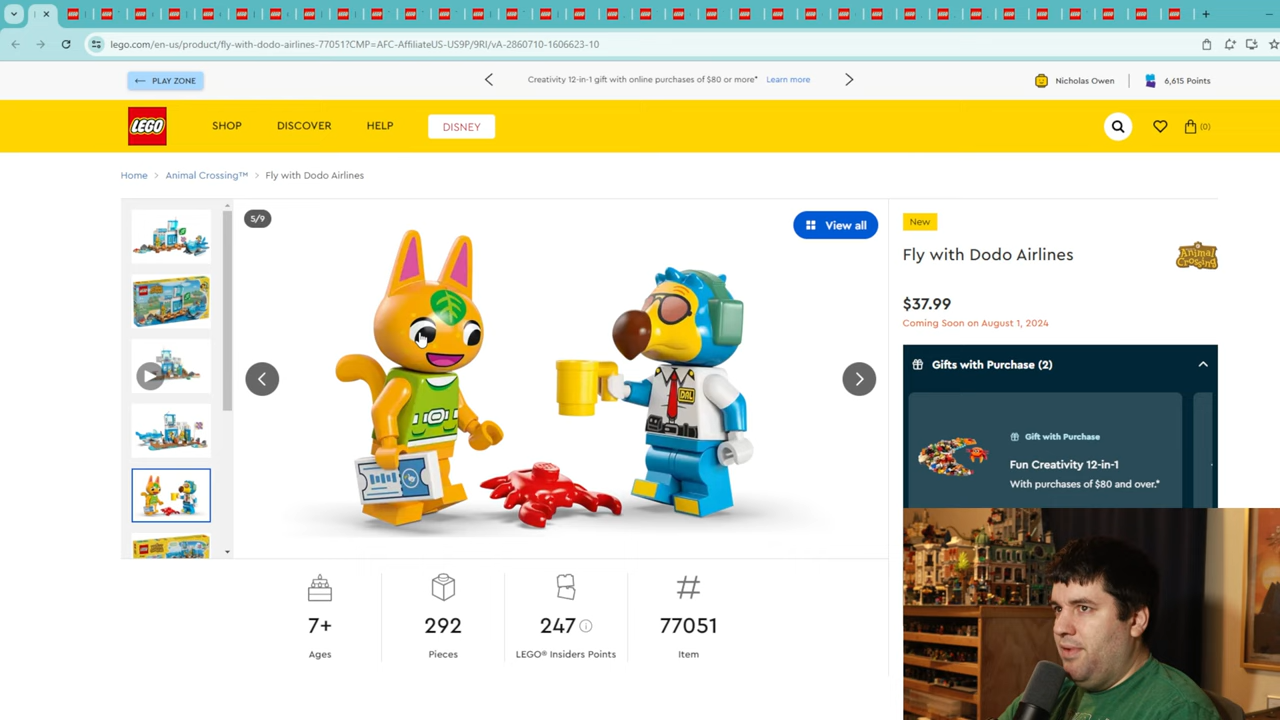 lego.com/en-us/product/fly-with-dodo-airlines-77051?CMP=AFC-AffiliateUS-US9P/9RI/vA-2860710-1606623-10
PLAY ZONE
Creativity 12-in-1 gift with online purchases of $80 or more* Learn more
Nicholas Owen
6,615 Points
LEGO
SHOP
DISCOVER
HELP
DISNEY
(0)
Home > Animal Crossing™ > Fly with Dodo Airlines
5/9
View all
DAL
New
Fly with Dodo Airlines
Animal Crossing
$37.99
Coming Soon on August 1, 2024
Gifts with Purchase (2)
Gift with Purchase
Fun Creativity 12-in-1
With purchases of $80 and over.*
7+
Ages
292
Pieces
247
LEGO® Insiders Points
#
77051
Item